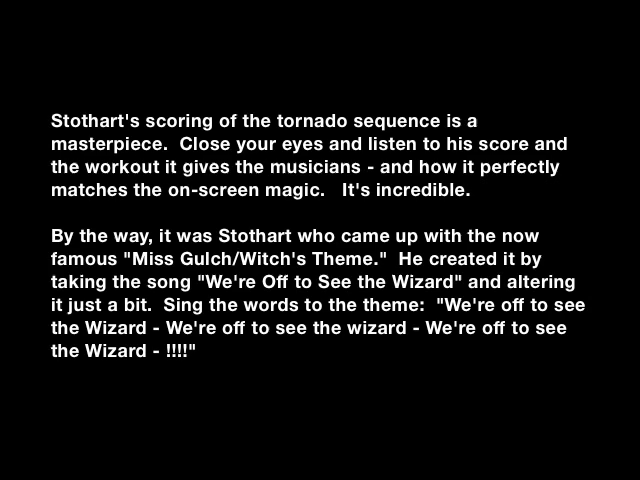 Stothart's scoring of the tornado sequence is a
masterpiece.  Close your eyes and listen to his score and
the workout it gives the musicians - and how it perfectly
matches the on-screen magic.   It's incredible.

By the way, it was Stothart who came up with the now
famous "Miss Gulch/Witch's Theme."  He created it by
taking the song "We're Off to See the Wizard" and altering
it just a bit.  Sing the words to the theme:  "We're off to see
the Wizard - We're off to see the wizard - We're off to see
the Wizard - !!!!"